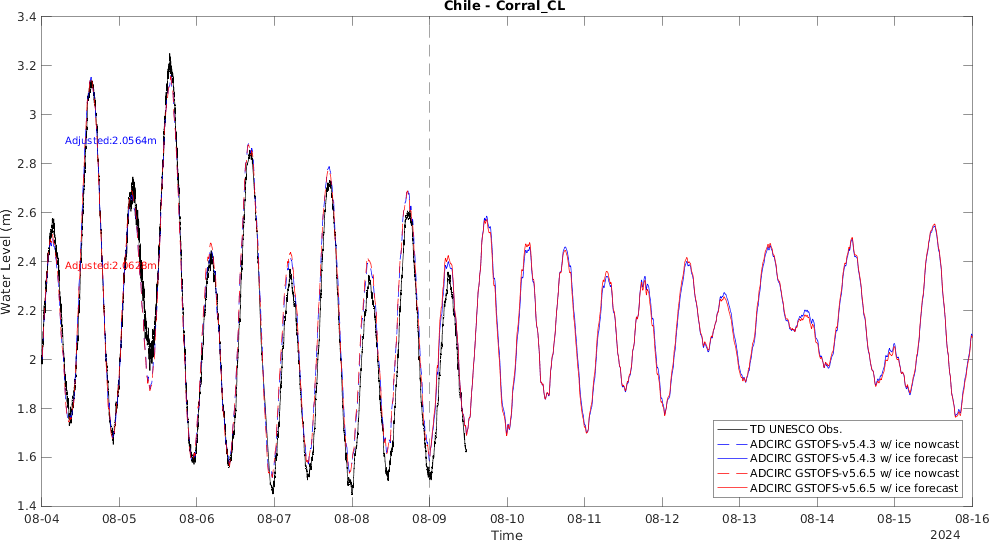 Chile - Corral_CL
Water Level (m)
3.4
3.2
3
2.8
2.6
2.4
2.2
2
1.8
1.6
1.4
Adjusted:2.0564m
Adjusted:2.0628m
TD UNESCO Obs.
ADCIRC GSTOFS-v5.4.3 w/ ice nowcast
ADCIRC GSTOFS-v5.4.3 w/ ice forecast
ADCIRC GSTOFS-v5.6.5 w/ ice nowcast
ADCIRC GSTOFS-v5.6.5 w/ ice forecast
08-04 08-05 08-06 08-07 08-08 08-09 08-10 08-11 08-12 08-13 08-14 08-15 08-16
Time
2024